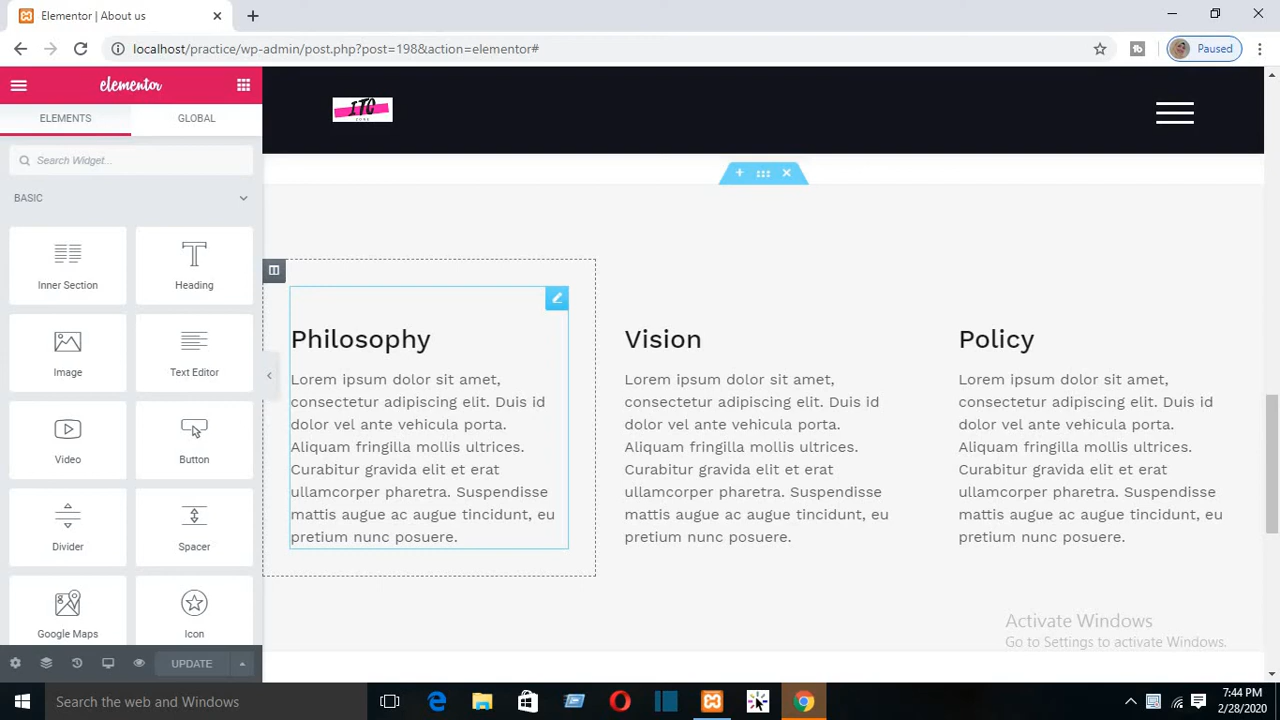 Elementor | About us
localhost/practice/wp-admin/post.php?post=198&action=elementor#
Paused
elementor
ELEMENTS
GLOBAL
Search Widget...
BASIC
Inner Section
Heading
Image
Text Editor
Video
Button
Divider
Spacer
Google Maps
Icon
UPDATE
ITC
Philosophy
Lorem ipsum dolor sit amet,
consectetur adipiscing elit. Duis id
dolor vel ante vehicula porta.
Aliquam fringilla mollis ultrices.
Curabitur gravida elit et erat
ullamcorper pharetra. Suspendisse
mattis augue ac augue tincidunt, eu
pretium nunc posuere.
Vision
Lorem ipsum dolor sit amet,
consectetur adipiscing elit. Duis id
dolor vel ante vehicula porta.
Aliquam fringilla mollis ultrices.
Curabitur gravida elit et erat
ullamcorper pharetra. Suspendisse
mattis augue ac augue tincidunt, eu
pretium nunc posuere.
Policy
Lorem ipsum dolor sit amet,
consectetur adipiscing elit. Duis id
dolor vel ante vehicula porta.
Aliquam fringilla mollis ultrices.
Curabitur gravida elit et erat
ullamcorper pharetra. Suspendisse
mattis augue ac augue tincidunt, eu
pretium nunc posuere.
Activate Windows
Go to Settings to activate Windows.
Search the web and Windows
7:44 PM
2/28/2020